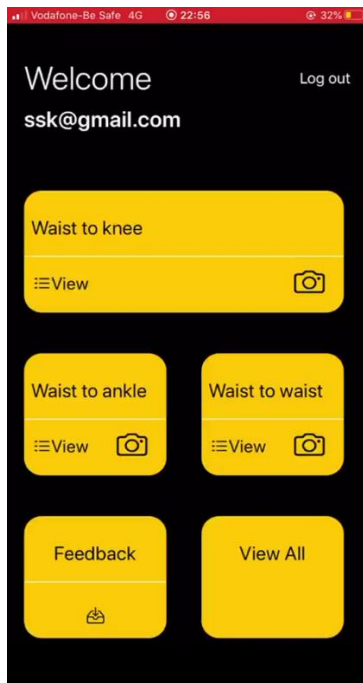 Vodafone-Be Safe 4G 22:56 32%
Welcome
Log out
ssk@gmail.com
Waist to knee
View
Waist to ankle
View
Waist to waist
View
Feedback
View All